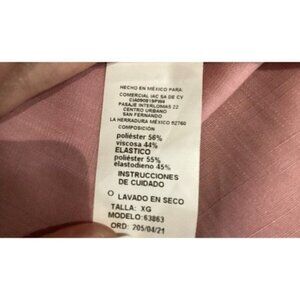 HECHO EN MÉXICO PARA:
COMERCIAL IAC SA DE CV
PASAJE INTERLOMAS 22
CENTRO URBANO
SAN FERNANDO
LA HERRADURA MÉXICO 52760
COMPOSICIÓN
poliéster 56%
viscosa 44%
ELASTICO
poliéster 55%
elastodieno 45%
INSTRUCCIONES
DE CUIDADO
O LAVADO EN SECO
TALLA: XG
MODELO: 63863
ORD: 205/04/21